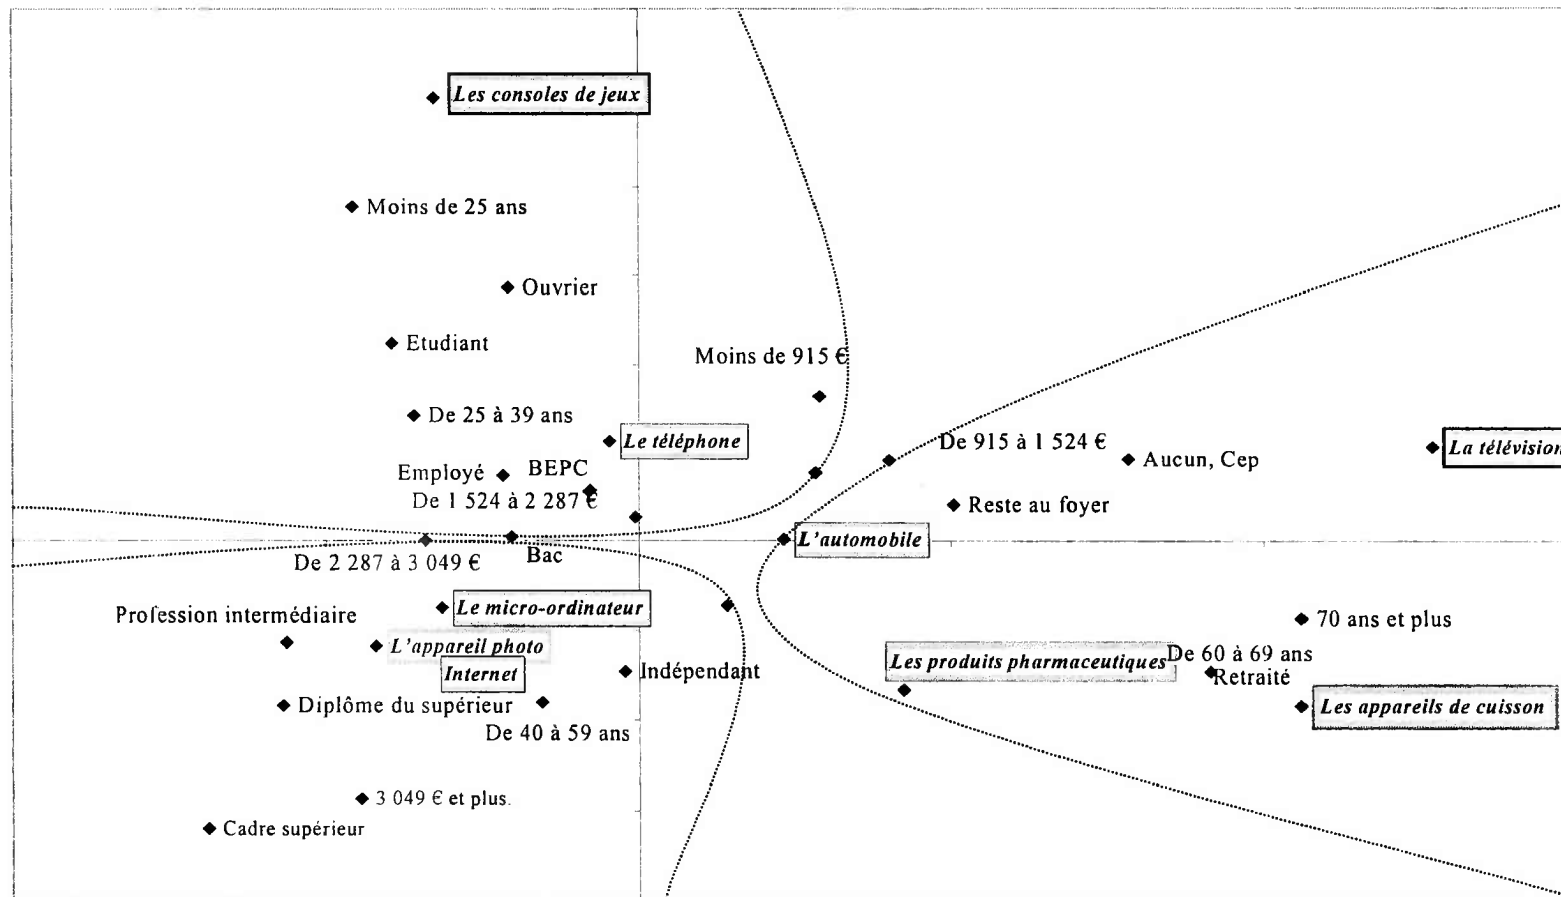 Les consoles de jeux
Moins de 25 ans
Ouvrier
Etudiant
Moins de 915 €
De 25 à 39 ans
Le téléphone
De 915 à 1 524 €
La télévision
Employé
BEPC
Aucun, Cep
De 1 524 à 2 287 €
Reste au foyer
L'automobile
Bac
De 2 287 à 3 049 €
Le micro-ordinateur
Profession intermédiaire
70 ans et plus
L'appareil photo
De 60 à 69 ans
Les produits pharmaceutiques
Internet
Indépendant
Retraité
Diplôme du supérieur
Les appareils de cuisson
De 40 à 59 ans
3 049 € et plus.
Cadre supérieur